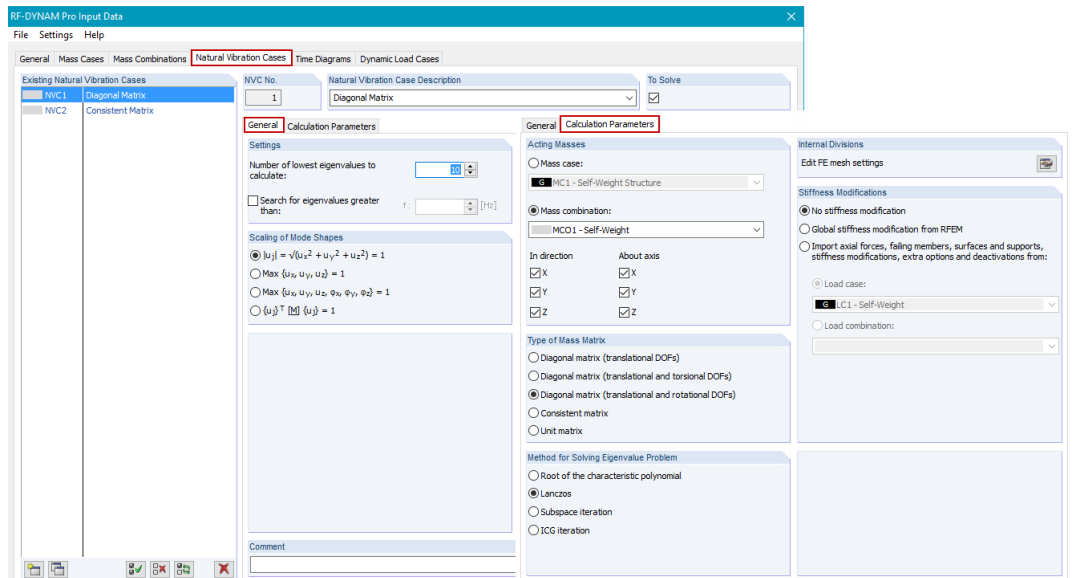 RF-DYNAM Pro Input Data
File Settings Help
General Mass Cases Mass Combinations Natural Vibration Cases Time Diagrams Dynamic Load Cases
Existing Natural Vibration Cases
NVC1 Diagonal Matrix
NVC2 Consistent Matrix
NVC No.
1
Natural Vibration Case Description
Diagonal Matrix
To Solve
General Calculation Parameters
Settings
Number of lowest eigenvalues to
calculate:
10
Search for eigenvalues greater
than:
f : [Hz]
Scaling of Mode Shapes
|uj| = √(ux² + uy² + uz²) = 1
Max {ux, uy, uz} = 1
Max {ux, uy, uz, φx, φy, φz} = 1
{uj}ᵀ [M] {uj} = 1
Comment
General Calculation Parameters
Acting Masses
Mass case:
G MC1 - Self-Weight Structure
Mass combination:
MCO1 - Self-Weight
In direction About axis
X X
Y Y
Z Z
Type of Mass Matrix
Diagonal matrix (translational DOFs)
Diagonal matrix (translational and torsional DOFs)
Diagonal matrix (translational and rotational DOFs)
Consistent matrix
Unit matrix
Method for Solving Eigenvalue Problem
Root of the characteristic polynomial
Lanczos
Subspace iteration
ICG iteration
Internal Divisions
Edit FE mesh settings
Stiffness Modifications
No stiffness modification
Global stiffness modification from RFEM
Import axial forces, failing members, surfaces and supports,
stiffness modifications, extra options and deactivations from:
Load case:
G LC1 - Self-Weight
Load combination: